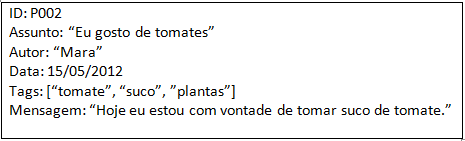 ID: P002
Assunto: “Eu gosto de tomates”
Autor: “Mara”
Data: 15/05/2012
Tags: [“tomate”, “suco”, ”plantas”]
Mensagem: “Hoje eu estou com vontade de tomar suco de tomate.”